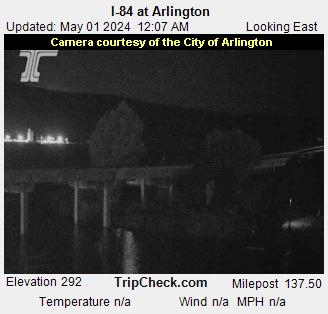 I-84 at Arlington
Updated: May 01 2024 12:07 AM Looking East
Camera courtesy of the City of Arlington
Elevation 292 TripCheck.com Milepost 137.50
Temperature n/a Wind n/a MPH n/a